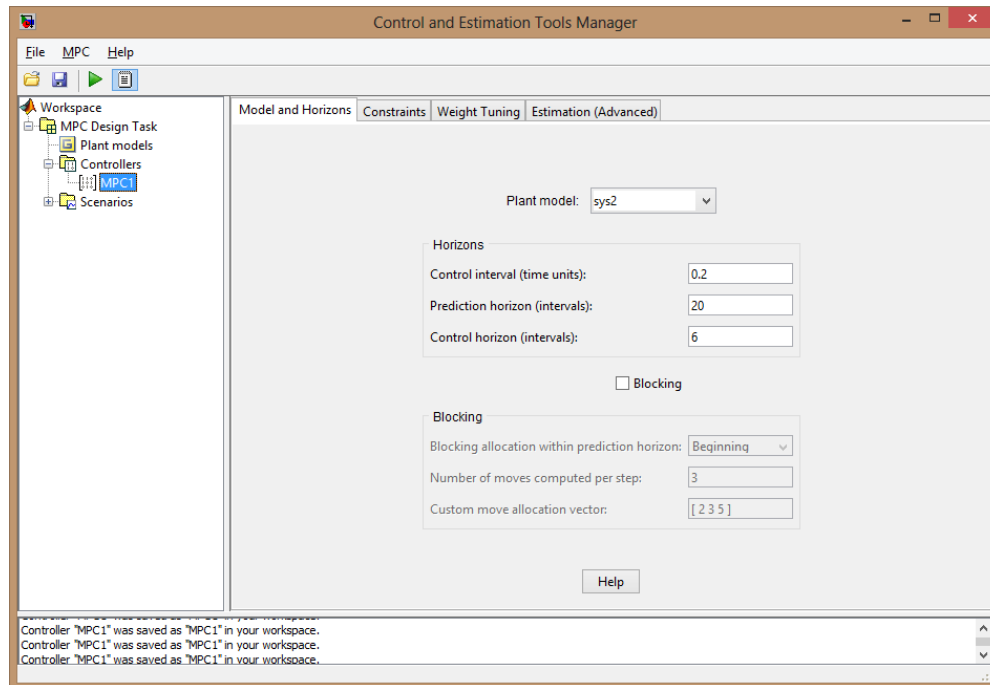 Control and Estimation Tools Manager
File MPC Help
Workspace
MPC Design Task
Plant models
Controllers
MPC1
Scenarios
Model and Horizons Constraints Weight Tuning Estimation (Advanced)
Plant model: sys2
Horizons
Control interval (time units): 0.2
Prediction horizon (intervals): 20
Control horizon (intervals): 6
Blocking
Blocking
Blocking allocation within prediction horizon: Beginning
Number of moves computed per step: 3
Custom move allocation vector: [ 2 3 5 ]
Help
Controller "MPC1" was saved as "MPC1" in your workspace.
Controller "MPC1" was saved as "MPC1" in your workspace.
Controller "MPC1" was saved as "MPC1" in your workspace.